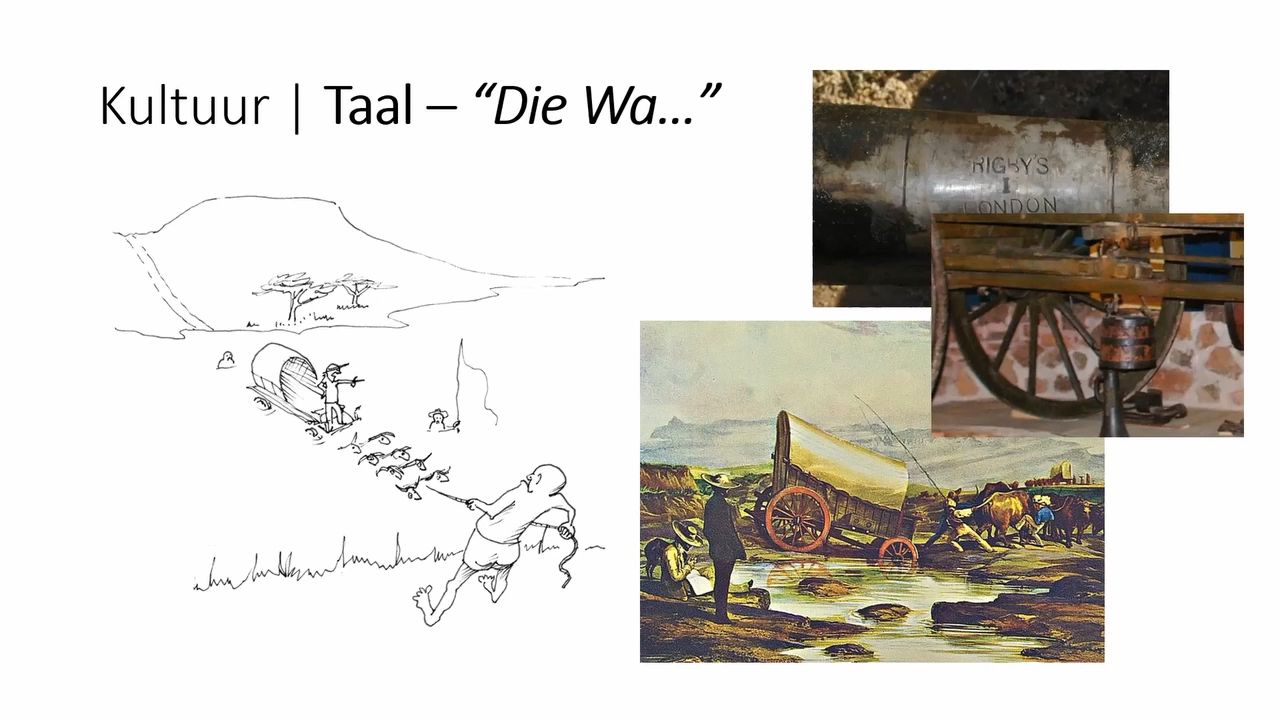 Kultuur | Taal – “Die Wa…”
RIGBY'S
I
LONDON